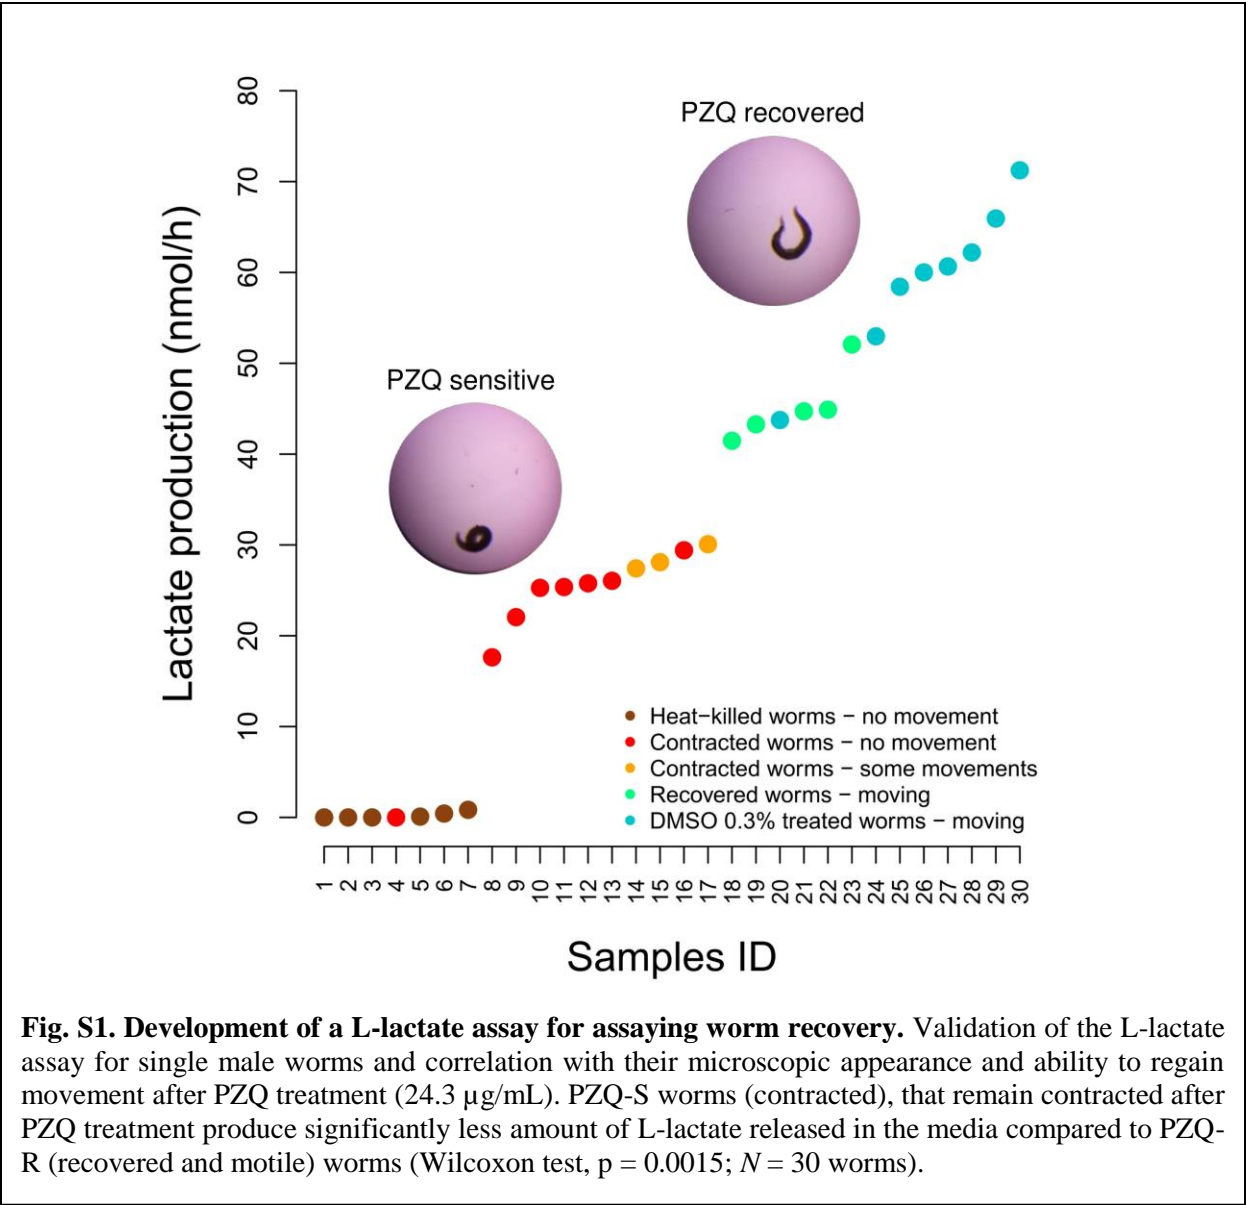 80
70
60
50
40
30
20
10
0
Lactate production (nmol/h)
PZQ recovered
PZQ sensitive
Heat−killed worms − no movement
Contracted worms − no movement
Contracted worms − some movements
Recovered worms − moving
DMSO 0.3% treated worms − moving
1 2 3 4 5 6 7 8 9 10 11 12 13 14 15 16 17 18 19 20 21 22 23 24 25 26 27 28 29 30
Samples ID
Fig. S1. Development of a L-lactate assay for assaying worm recovery. Validation of the L-lactate
assay for single male worms and correlation with their microscopic appearance and ability to regain
movement after PZQ treatment (24.3 µg/mL). PZQ-S worms (contracted), that remain contracted after
PZQ treatment produce significantly less amount of L-lactate released in the media compared to PZQ-
R (recovered and motile) worms (Wilcoxon test, p = 0.0015; N = 30 worms).